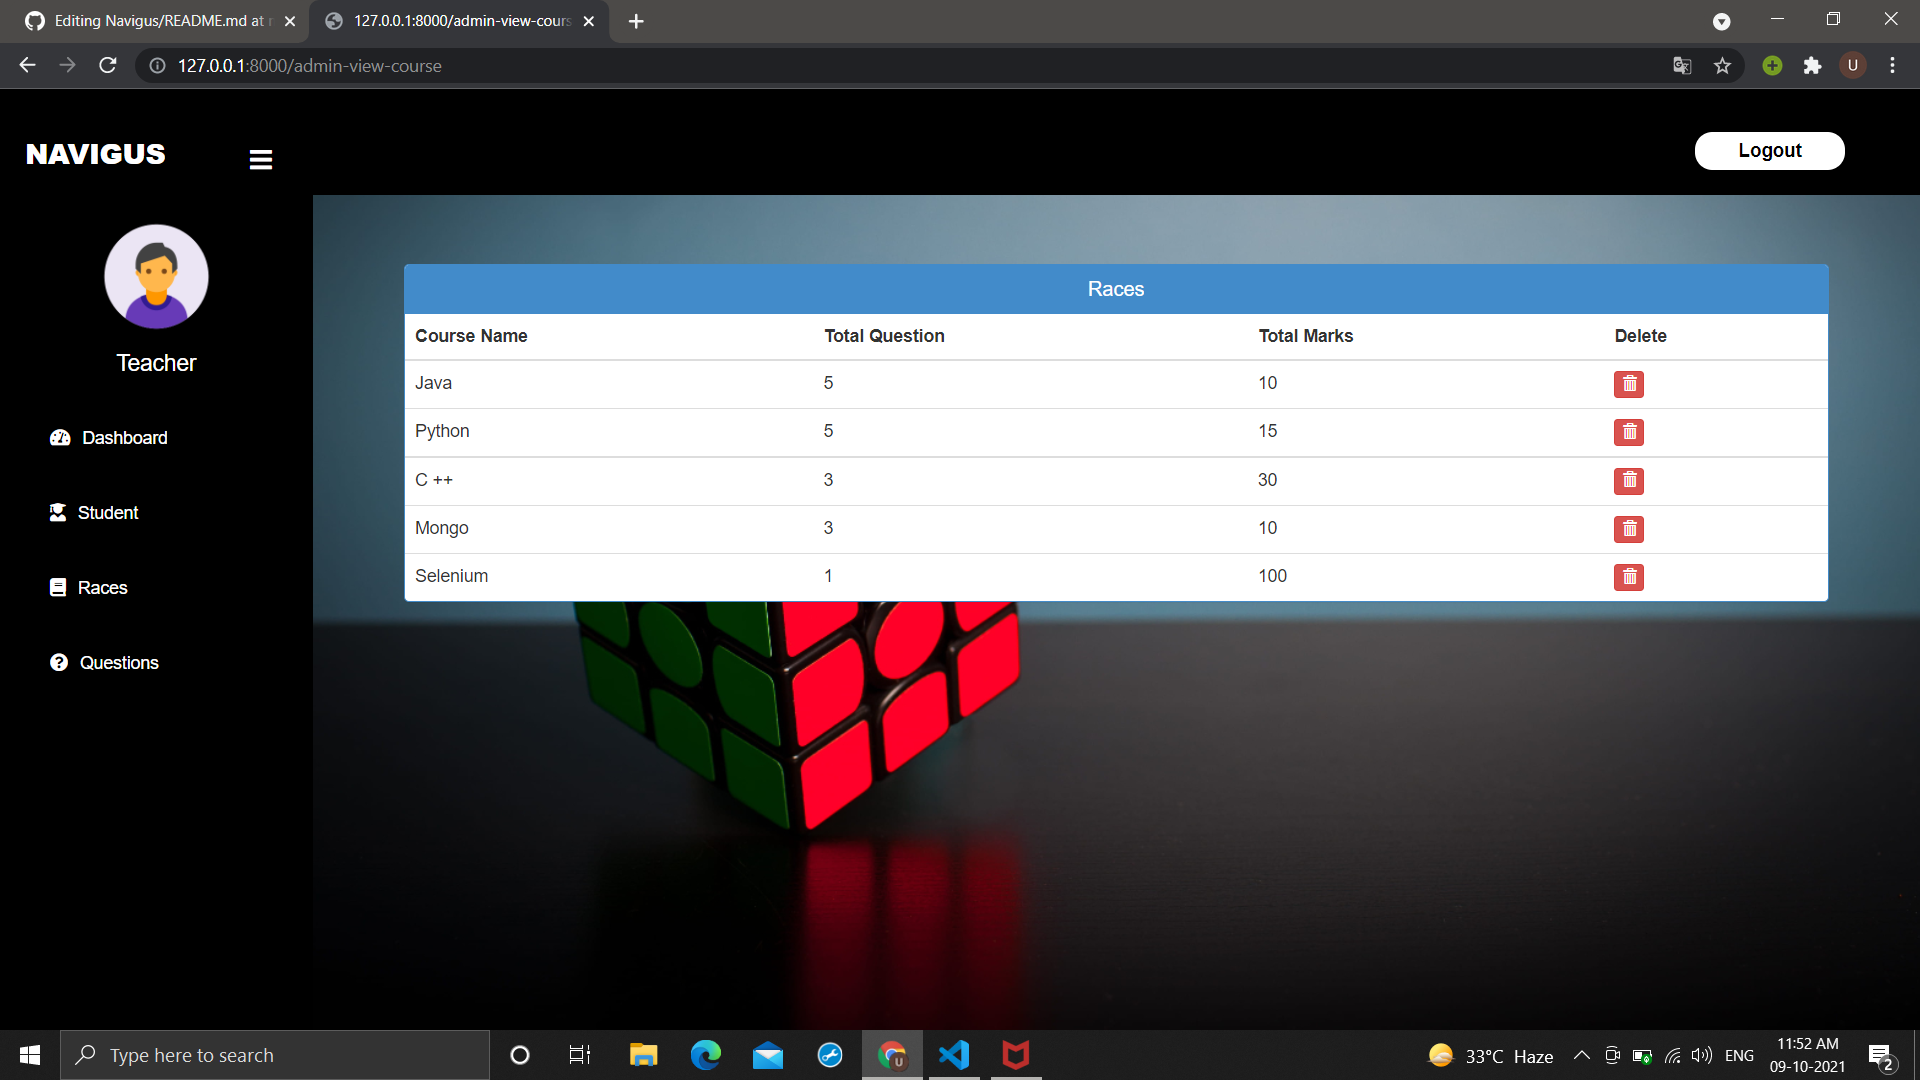 Editing Navigus/README.md at
127.0.0.1:8000/admin-view-cours
127.0.0.1:8000/admin-view-course
U
NAVIGUS
Logout
Teacher
Dashboard
Student
Races
Questions
Races
Course Name Total Question Total Marks Delete
Java 5 10
Python 5 15
C ++ 3 30
Mongo 3 10
Selenium 1 100
Type here to search
U
33°C Haze
ENG
11:52 AM
09-10-2021
2